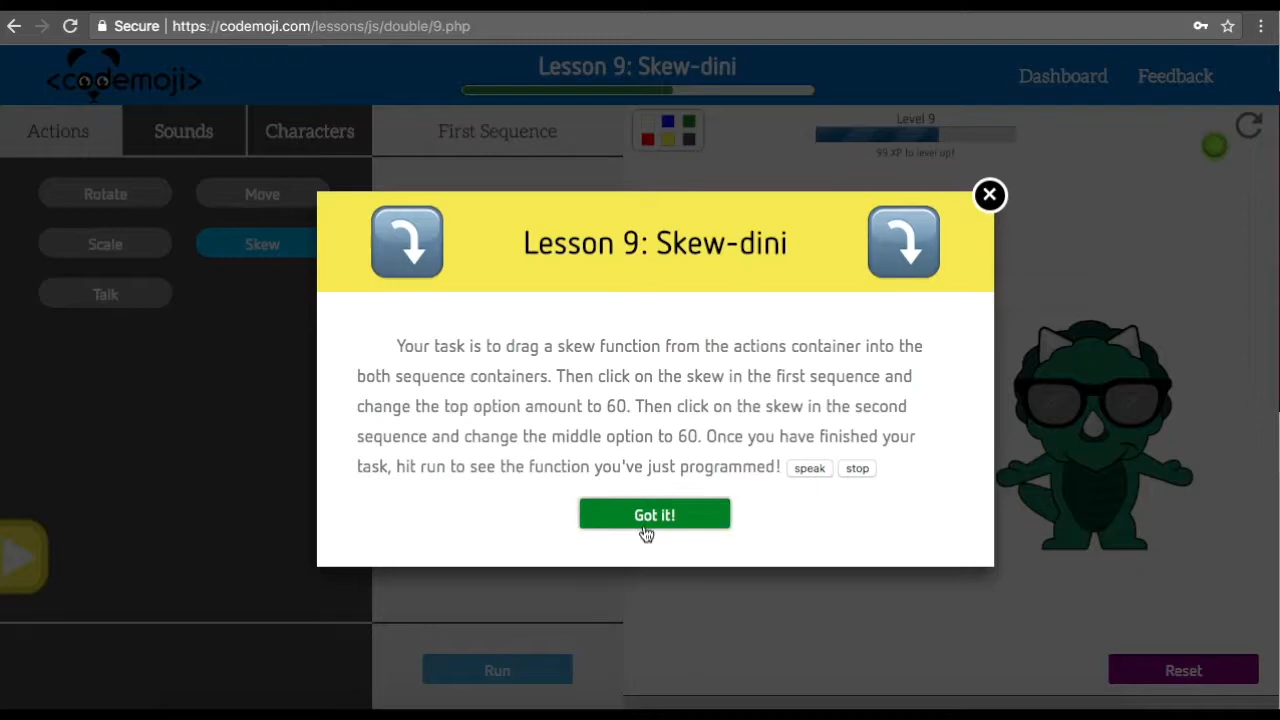 Secure https://codemoji.com/lessons/js/double/9.php
<codemoji>
Lesson 9: Skew-dini
Dashboard
Feedback
Actions
Sounds
Characters
First Sequence
Level 9
99 XP to level up!
Rotate
Move
Scale
Skew
Talk
Lesson 9: Skew-dini
Your task is to drag a skew function from the actions container into the
both sequence containers. Then click on the skew in the first sequence and
change the top option amount to 60. Then click on the skew in the second
sequence and change the middle option to 60. Once you have finished your
task, hit run to see the function you've just programmed! speak stop
Got it!
Run
Reset